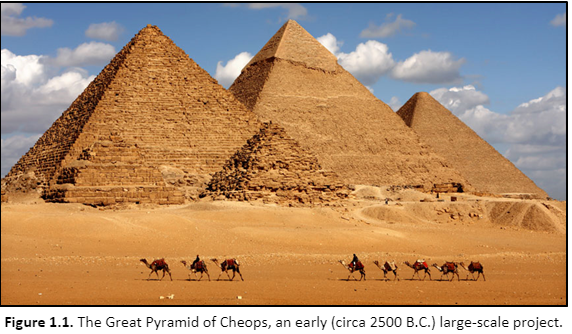 Figure 1.1. The Great Pyramid of Cheops, an early (circa 2500 B.C.) large-scale project.